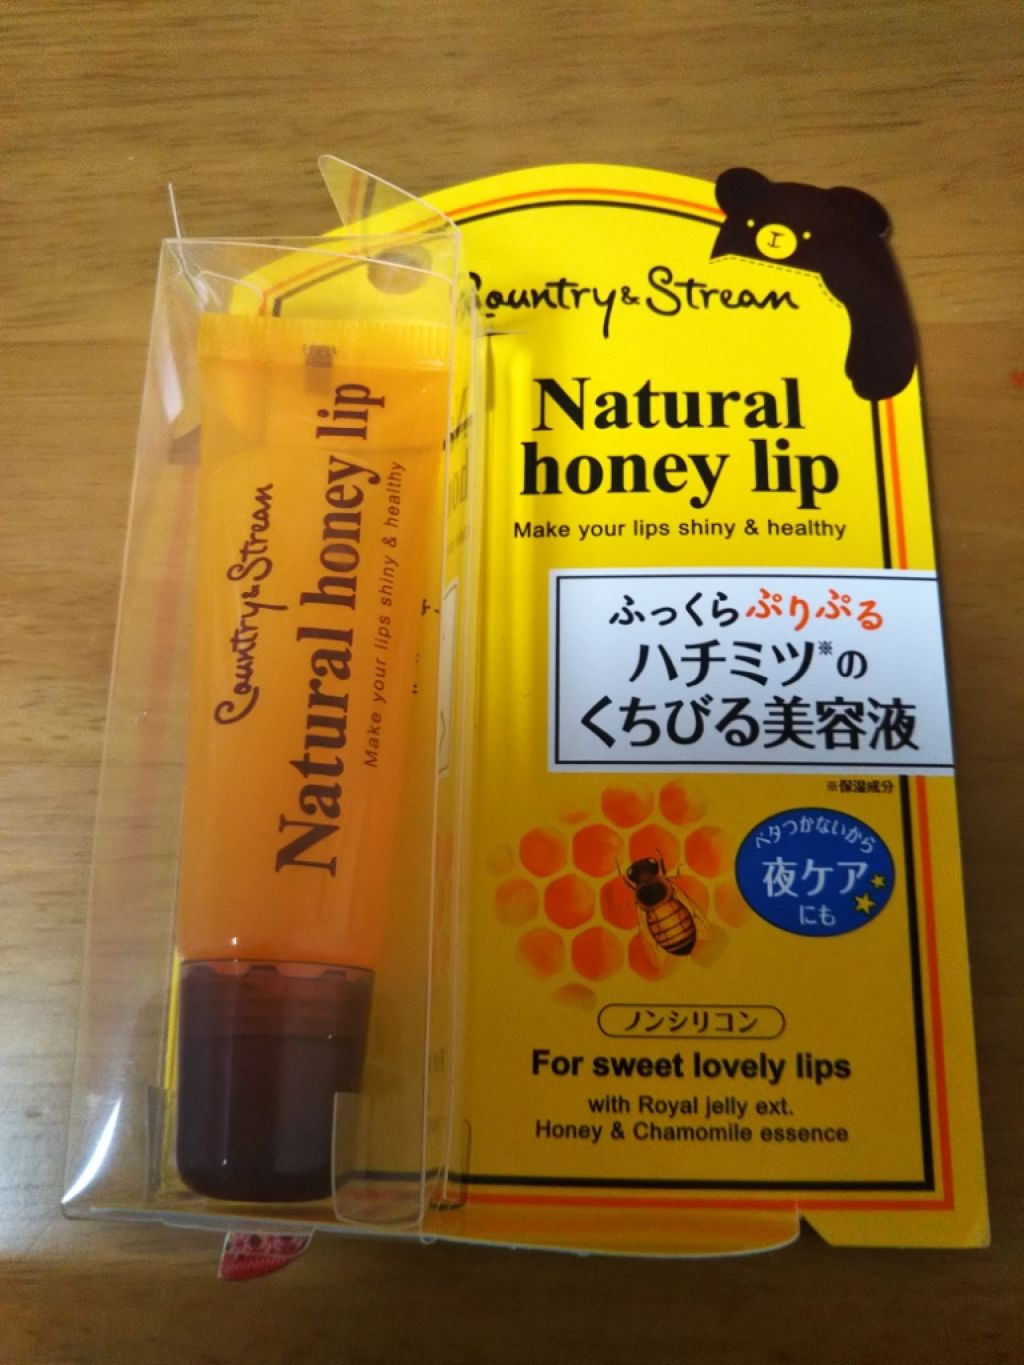 Country & Stream
Natural honey lip
Make your lips shiny & healthy
Country & Stream
Natural
honey lip
Make your lips shiny & healthy
ふっくらぷりぷる
ハチミツ※の
くちびる美容液
※保湿成分
ベタつかないから
夜ケア
にも
ノンシリコン
For sweet lovely lips
with Royal jelly ext.
Honey & Chamomile essence